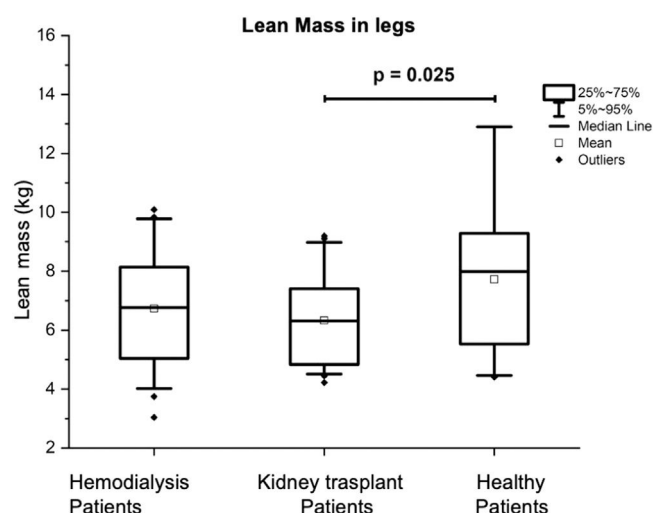 Lean Mass in legs
16
14
12
10
8
6
4
2
Lean mass (kg)
p = 0.025
25%~75%
5%~95%
Median Line
Mean
Outliers
Hemodialysis
Patients
Kidney trasplant
Patients
Healthy
Patients